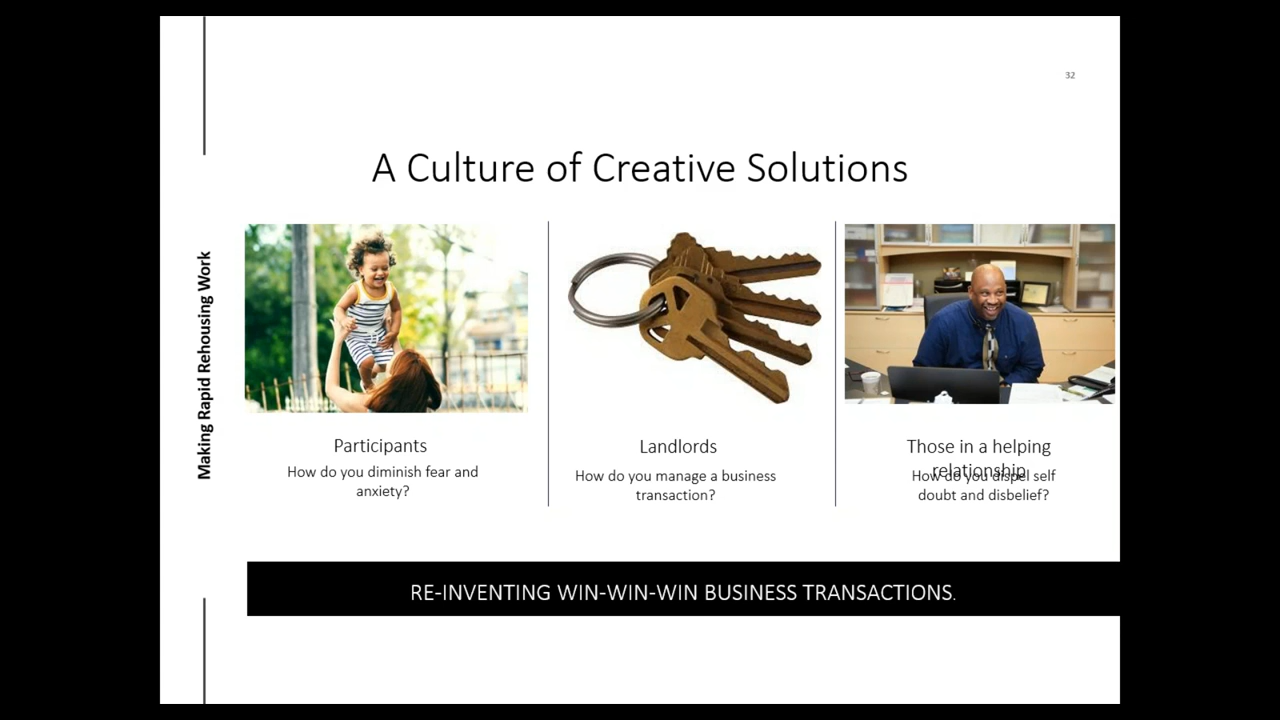 32
A Culture of Creative Solutions
Making Rapid Rehousing Work
Participants
How do you diminish fear and
anxiety?
Landlords
How do you manage a business
transaction?
Those in a helping
relationship
How do you dispel self
doubt and disbelief?
RE-INVENTING WIN-WIN-WIN BUSINESS TRANSACTIONS.